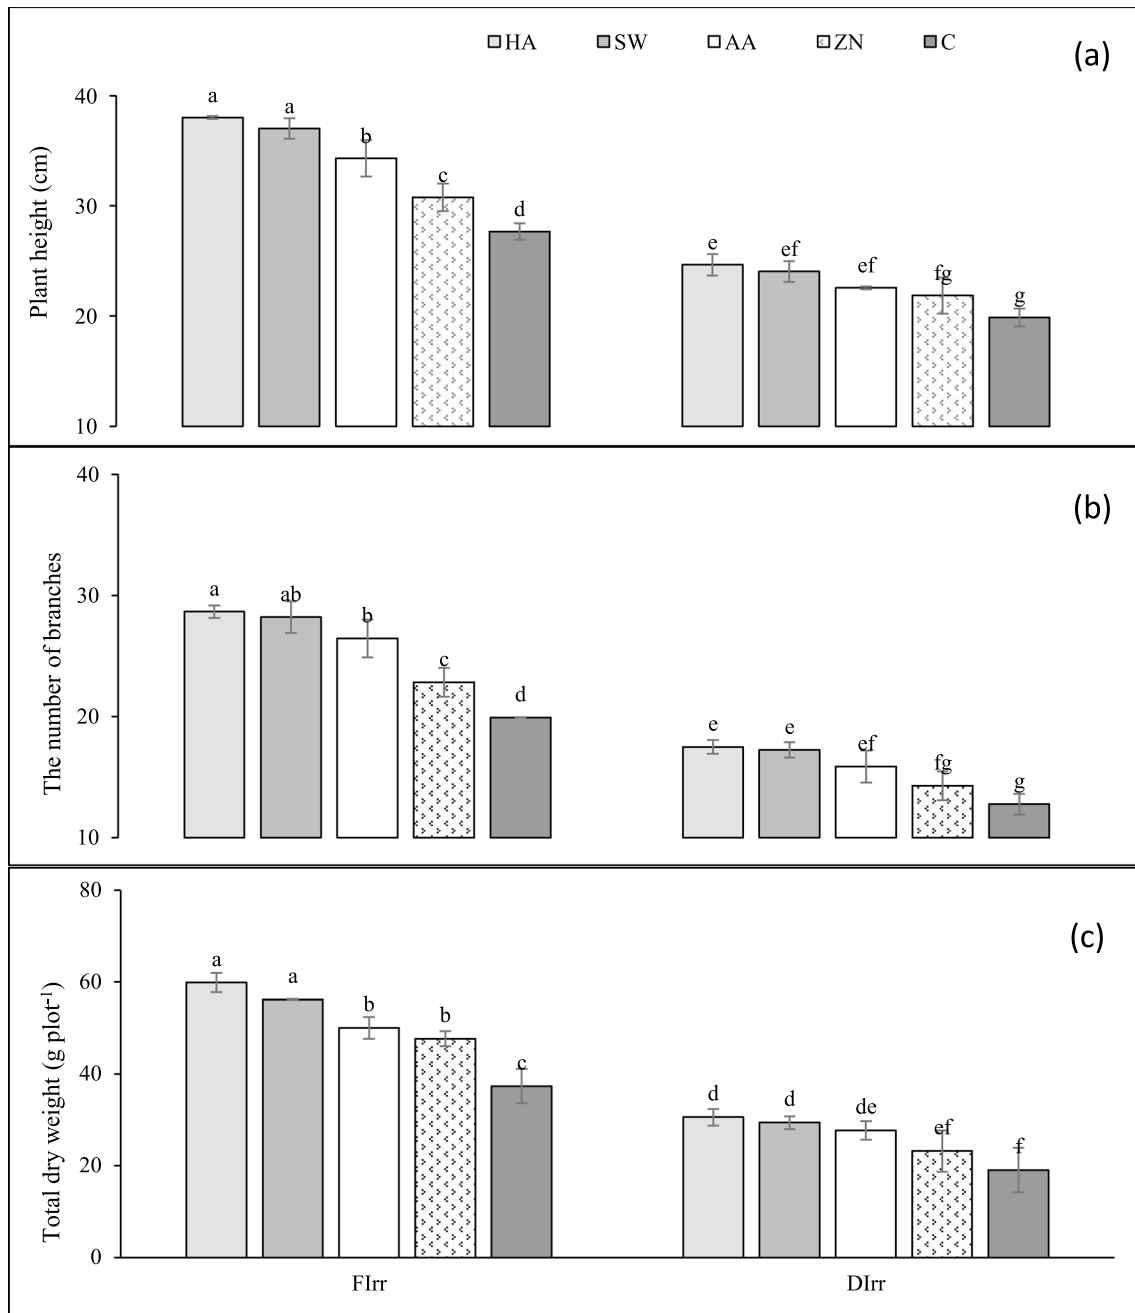 HA SW AA ZN C
(a)
Plant height (cm)
40
30
20
10
a a b c d e ef ef fg g
(b)
The number of branches
40
30
20
10
a ab b c d e e ef fg g
(c)
Total dry weight (g plot⁻¹)
80
60
40
20
0
a a b b c d d de ef f
FIrr DIrr